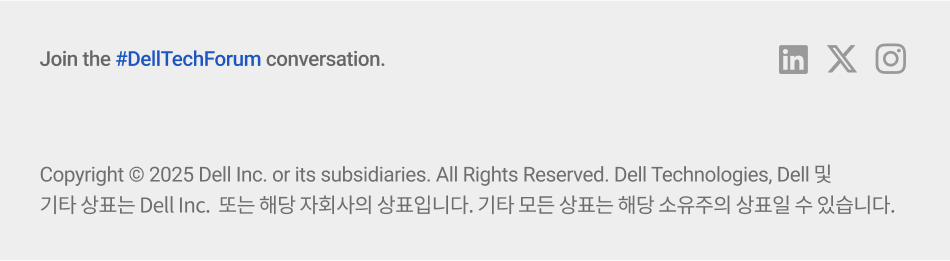 Join the #DellTechForum conversation.
Copyright © 2025 Dell Inc. or its subsidiaries. All Rights Reserved. Dell Technologies, Dell 및
기타 상표는 Dell Inc. 또는 해당 자회사의 상표입니다. 기타 모든 상표는 해당 소유주의 상표일 수 있습니다.